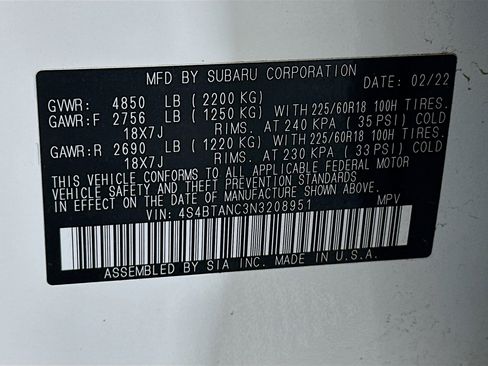 MFD BY SUBARU CORPORATION DATE: 02/22
GVWR: 4850 LB (2200 KG)
GAWR:F 2756 LB (1250 KG) WITH 225/60R18 100H TIRES.
18X7J RIMS. AT 240 KPA (35 PSI) COLD
GAWR:R 2690 LB (1220 KG) WITH 225/60R18 100H TIRES.
18X7J RIMS. AT 230 KPA (33 PSI) COLD
THIS VEHICLE CONFORMS TO ALL APPLICABLE FEDERAL MOTOR
VEHICLE SAFETY AND THEFT PREVENTION STANDARDS IN
EFFECT ON THE DATE OF MANUFACTURE SHOWN ABOVE.
VIN: 4S4BTANC3N3208951 MPV
ASSEMBLED BY SIA INC. MADE IN U.S.A.